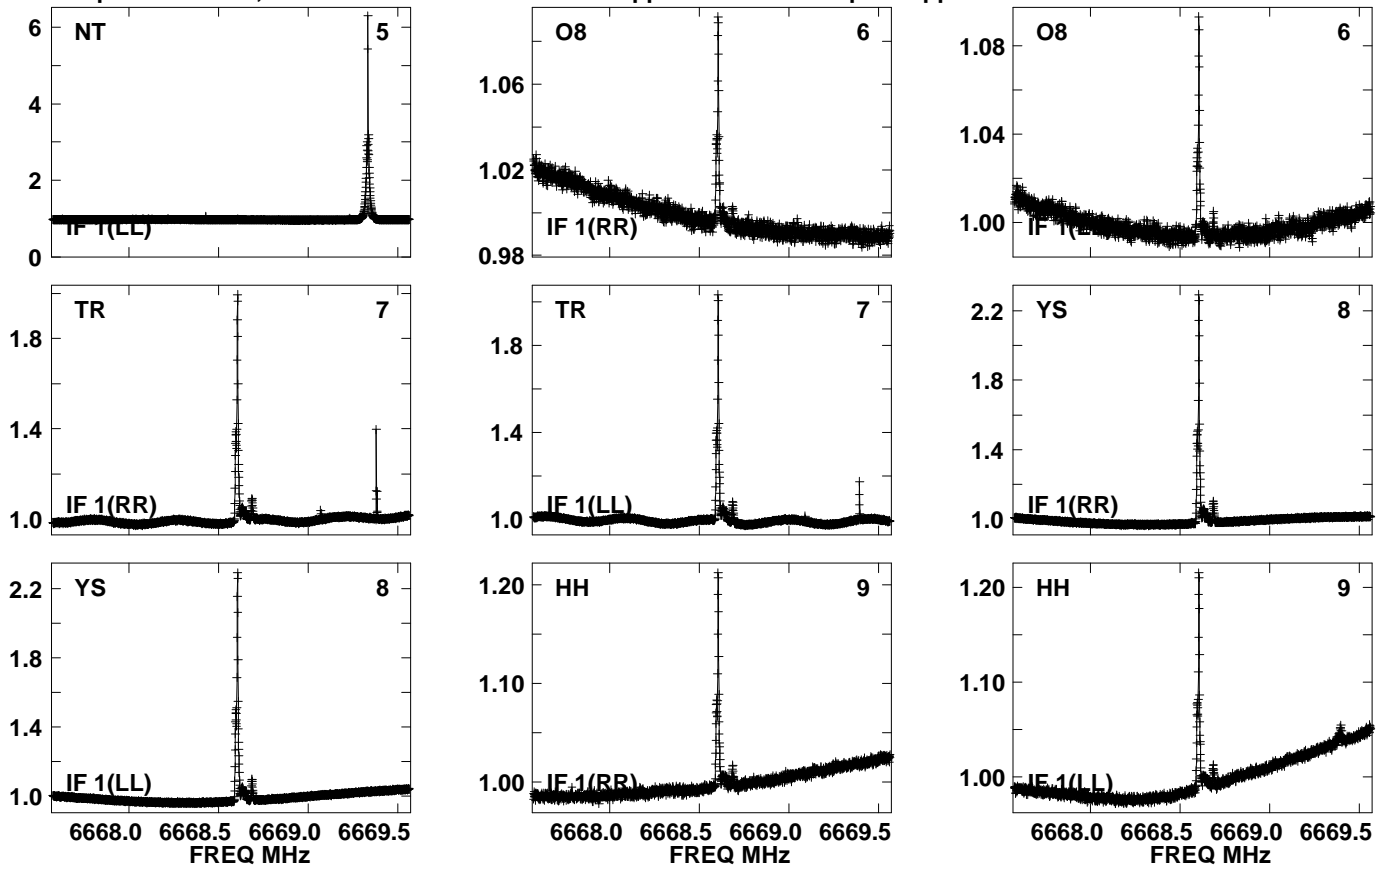 NT 5
6
4
2
0
IF 1(LL)
O8 6
1.06
1.02
0.98
IF 1(RR)
O8 6
1.08
1.04
1.00
TR 7
1.8
1.4
1.0
IF 1(RR)
TR 7
1.8
1.4
1.0
IF 1(LL)
YS 8
2.2
1.8
1.4
1.0
IF 1(RR)
YS 8
2.2
1.8
1.4
1.0
IF 1(LL)
6668.0 6668.5 6669.0 6669.5
FREQ MHz
HH 9
1.20
1.10
1.00
IF 1(RR)
6668.0 6668.5 6669.0 6669.5
FREQ MHz
HH 9
1.20
1.10
1.00
IF 1(LL)
6668.0 6668.5 6669.0 6669.5
FREQ MHz